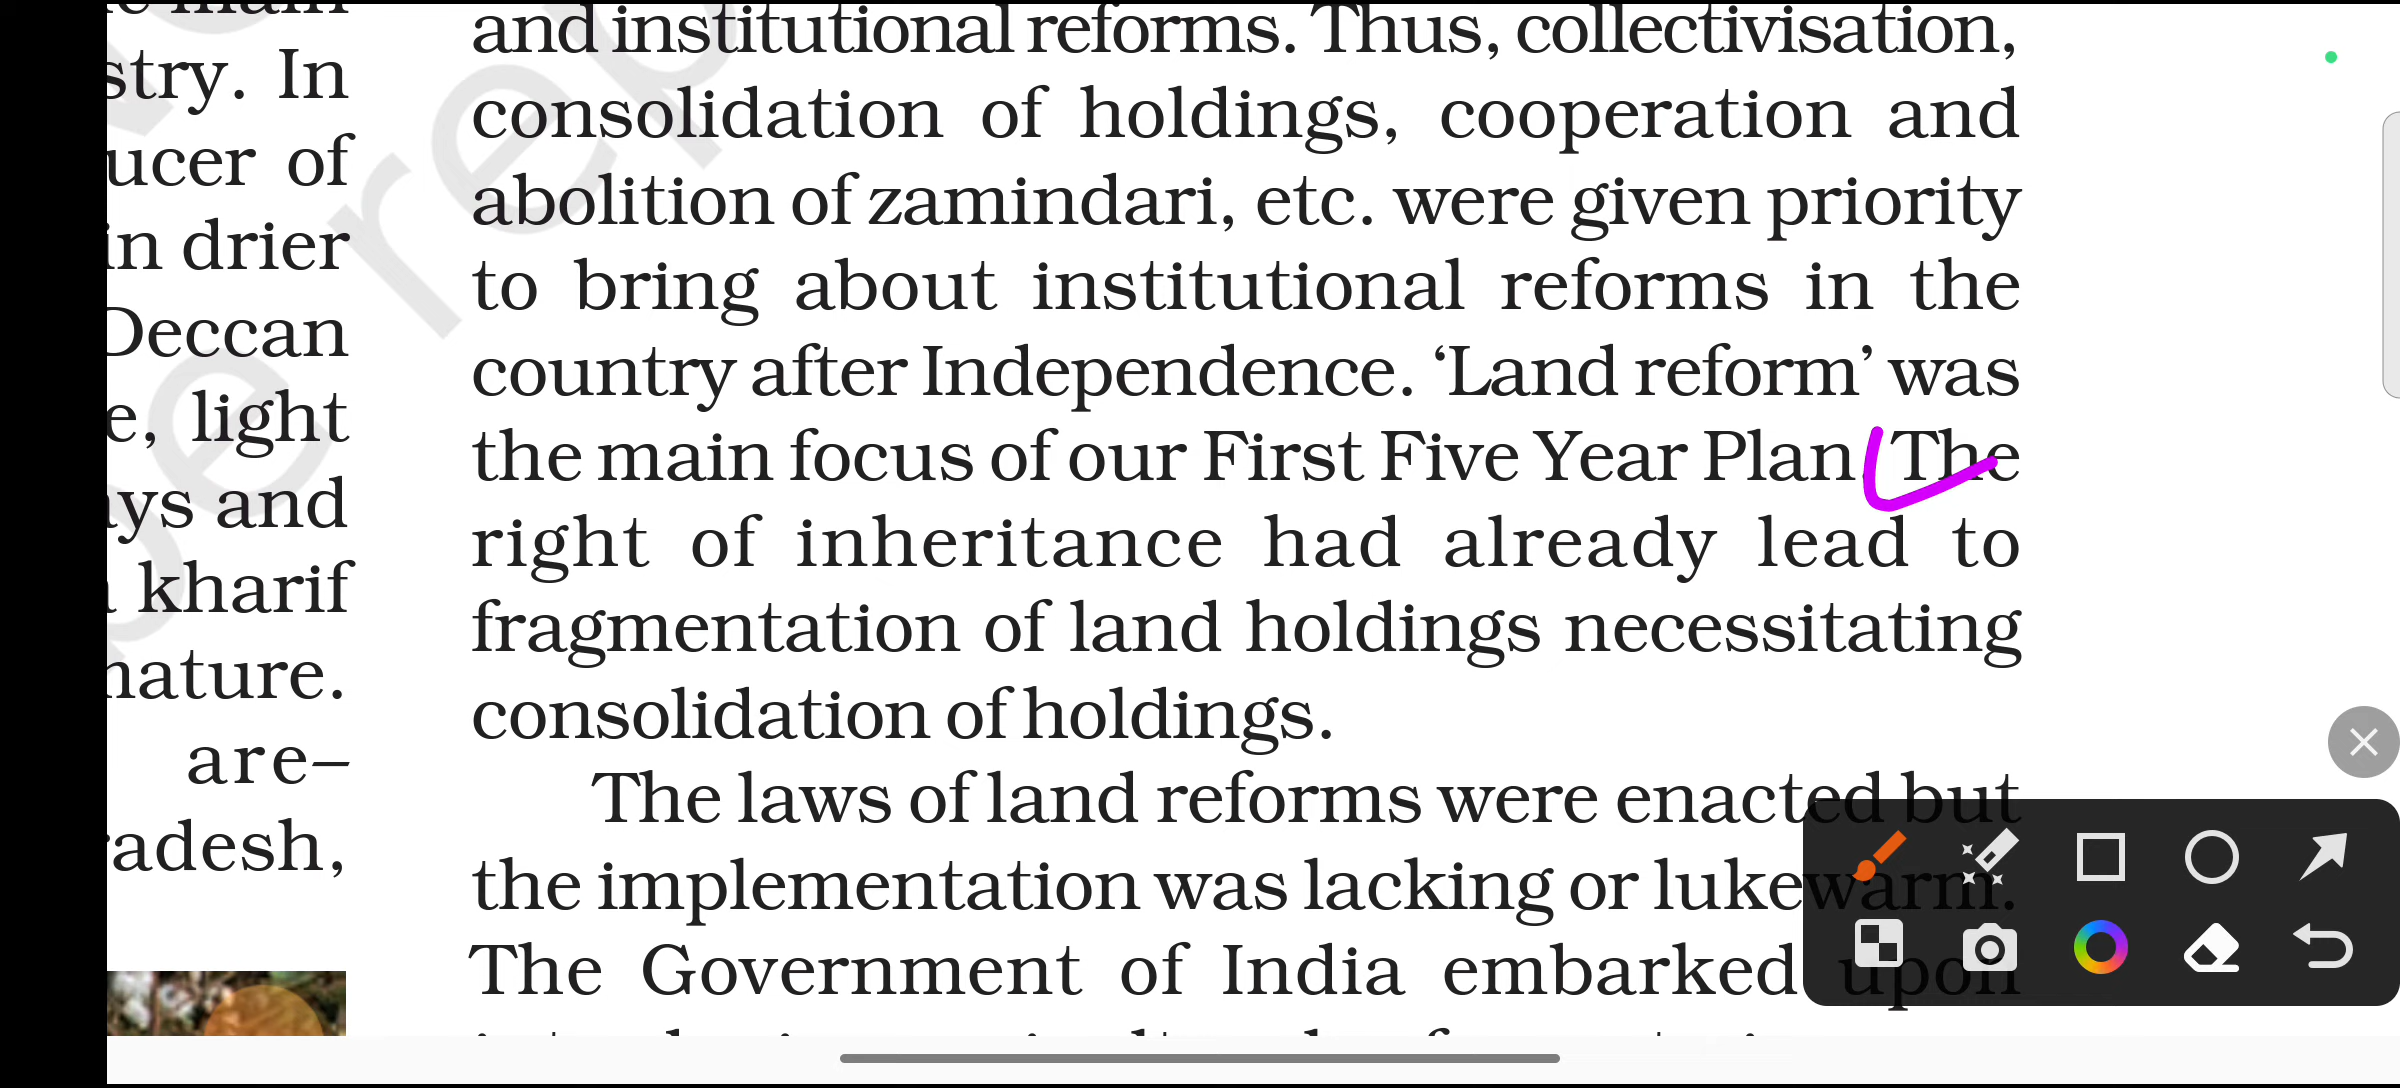 stry. In
ucer of
in drier
Deccan
e, light
ays and
kharif
nature.
are–
radesh,
and institutional reforms. Thus, collectivisation,
consolidation of holdings, cooperation and
abolition of zamindari, etc. were given priority
to bring about institutional reforms in the
country after Independence. ‘Land reform’ was
the main focus of our First Five Year Plan. The
right of inheritance had already lead to
fragmentation of land holdings necessitating
consolidation of holdings.
The laws of land reforms were enacted but
the implementation was lacking or lukewarm.
The Government of India embarked upon